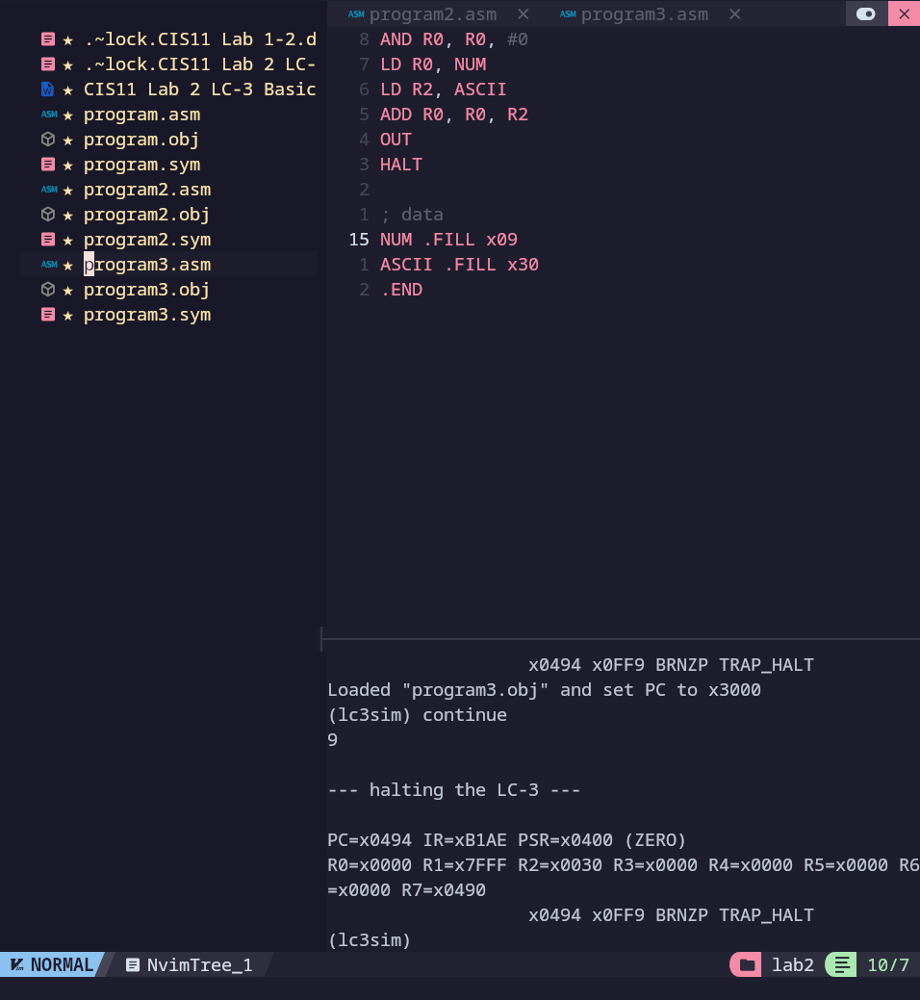 .~lock.CIS11 Lab 1-2.d
.~lock.CIS11 Lab 2 LC-
W CIS11 Lab 2 LC-3 Basic
ASM program.asm
program.obj
program.sym
ASM program2.asm
program2.obj
program2.sym
ASM program3.asm
program3.obj
program3.sym
ASM program2.asm ASM program3.asm
8 AND R0, R0, #0
7 LD R0, NUM
6 LD R2, ASCII
5 ADD R0, R0, R2
4 OUT
3 HALT
2
1 ; data
15 NUM .FILL x09
1 ASCII .FILL x30
2 .END
x0494 x0FF9 BRNZP TRAP_HALT
Loaded "program3.obj" and set PC to x3000
(lc3sim) continue
9
--- halting the LC-3 ---
PC=x0494 IR=xB1AE PSR=x0400 (ZERO)
R0=x0000 R1=x7FFF R2=x0030 R3=x0000 R4=x0000 R5=x0000 R6
=x0000 R7=x0490
x0494 x0FF9 BRNZP TRAP_HALT
(lc3sim)
NORMAL NvimTree_1 lab2 10/7